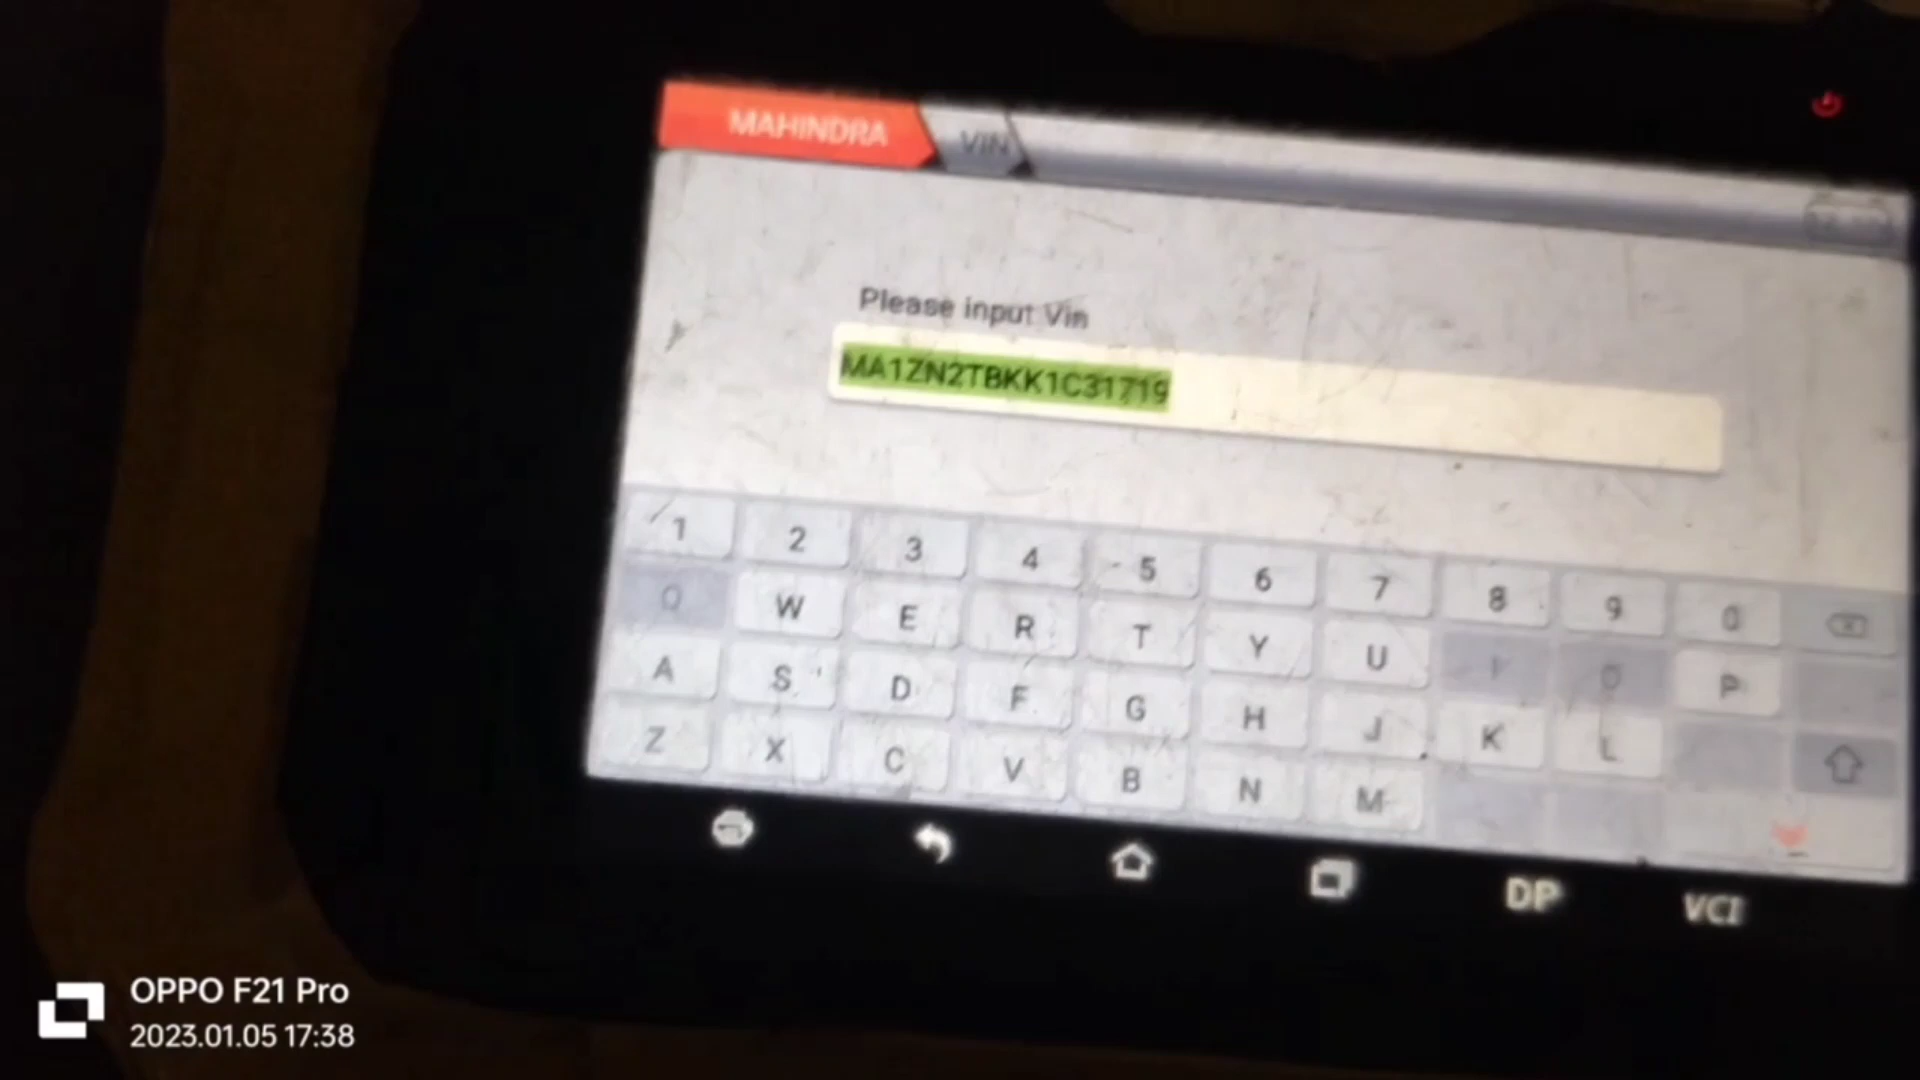 MAHINDRA
VIN
Please input Vin
MA1ZN2TBKK1C31719
1 2 3 4 5 6 7 8 9 0
Q W E R T Y U I O P
A S D F G H J K L
Z X C V B N M
DP VCI
OPPO F21 Pro
2023.01.05 17:38